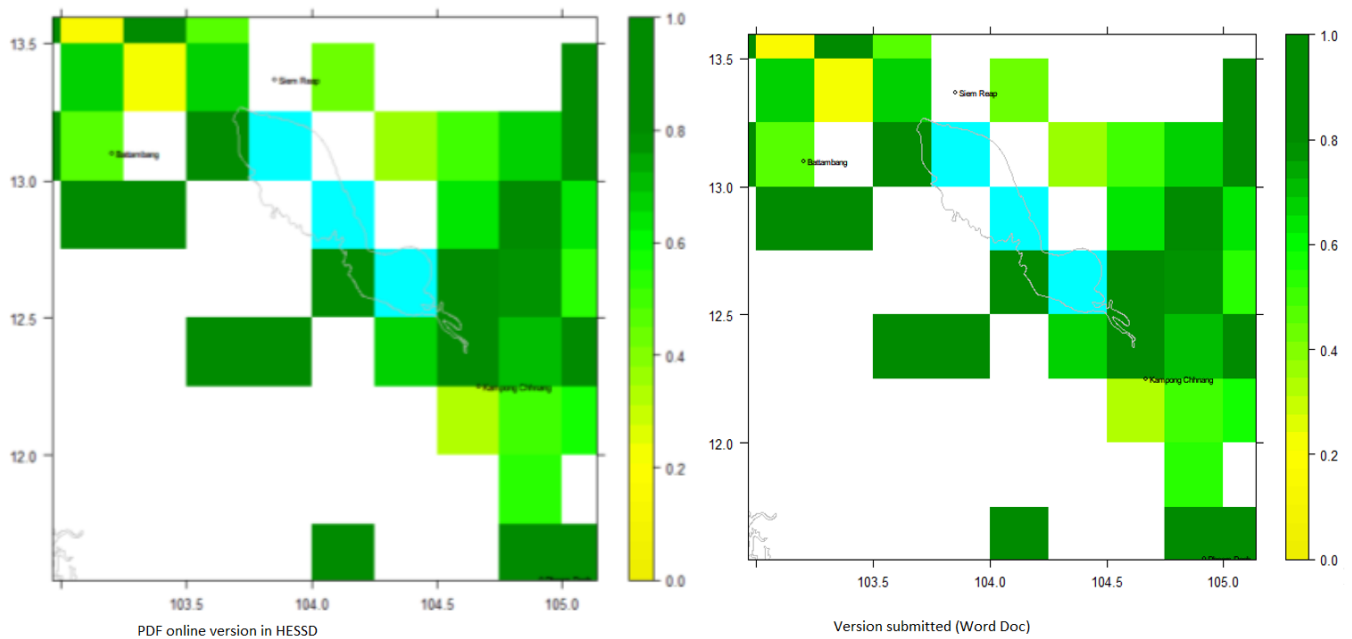 13.5
13.0
12.5
12.0
103.5 104.0 104.5 105.0
Siem Reap
Battambang
Kampong Chhnang
1.0
0.8
0.6
0.4
0.2
0.0
PDF online version in HESSD
13.5
13.0
12.5
12.0
103.5 104.0 104.5 105.0
Siem Reap
Battambang
Kampong Chhnang
1.0
0.8
0.6
0.4
0.2
0.0
Version submitted (Word Doc)